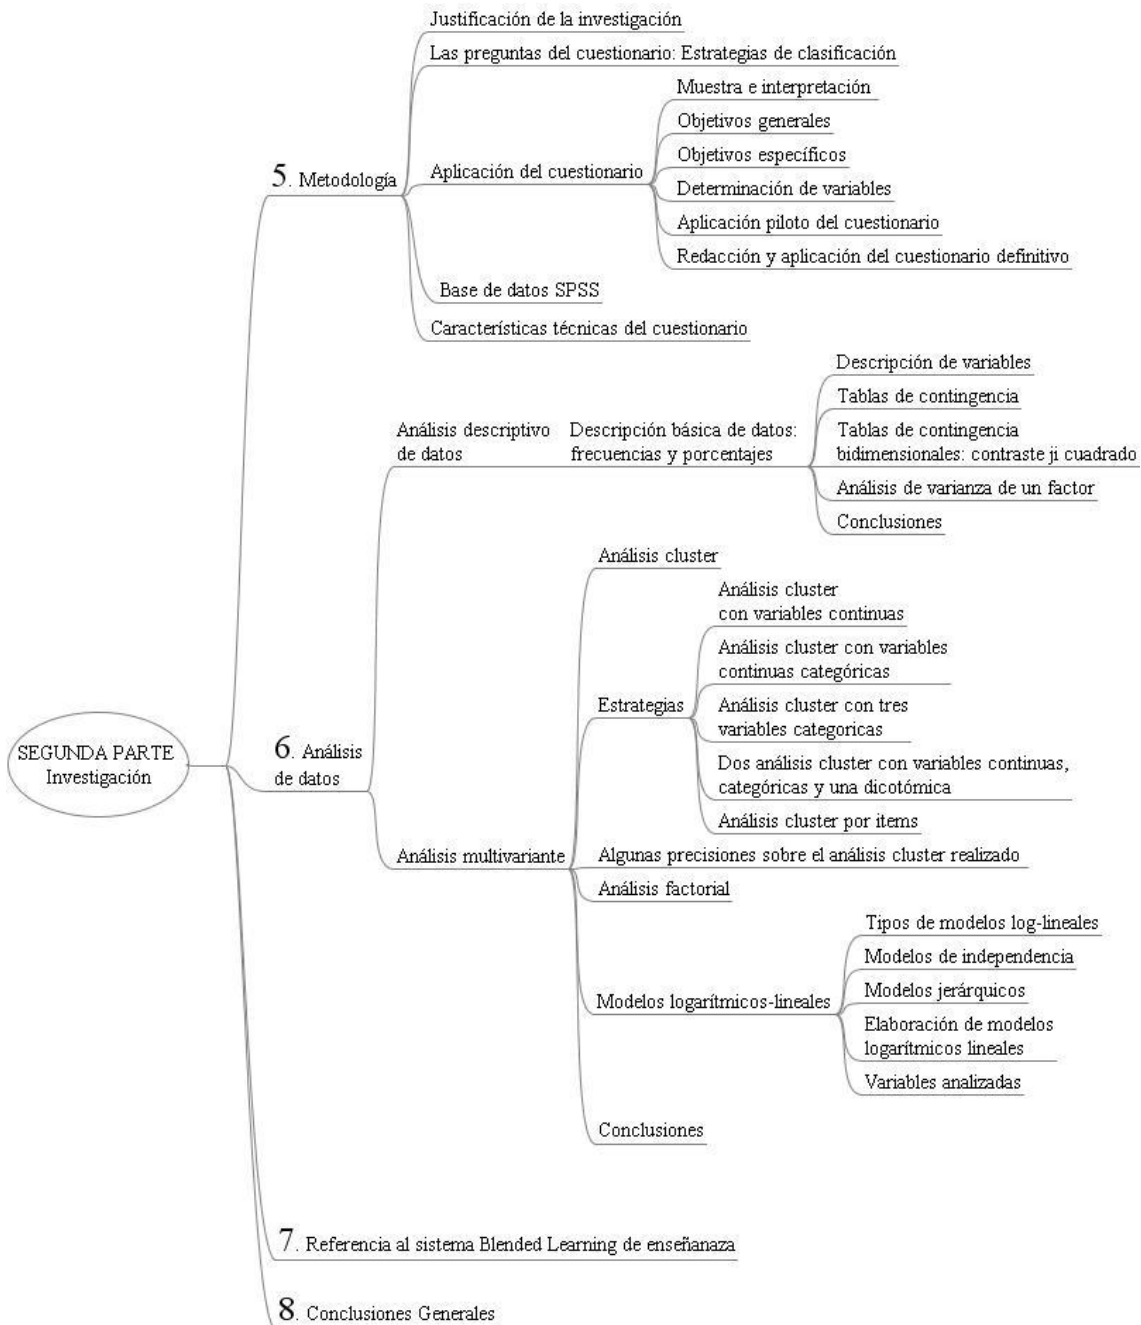 SEGUNDA PARTE
Investigación
5. Metodología
Justificación de la investigación
Las preguntas del cuestionario: Estrategias de clasificación
Aplicación del cuestionario
Muestra e interpretación
Objetivos generales
Objetivos específicos
Determinación de variables
Aplicación piloto del cuestionario
Redacción y aplicación del cuestionario definitivo
Base de datos SPSS
Características técnicas del cuestionario
6. Análisis
de datos
Análisis descriptivo
de datos
Descripción básica de datos:
frecuencias y porcentajes
Descripción de variables
Tablas de contingencia
Tablas de contingencia
bidimensionales: contraste ji cuadrado
Análisis de varianza de un factor
Conclusiones
Análisis multivariante
Análisis cluster
Estrategias
Análisis cluster
con variables continuas
Análisis cluster con variables
continuas categóricas
Análisis cluster con tres
variables categoricas
Dos análisis cluster con variables continuas,
categóricas y una dicotómica
Análisis cluster por items
Algunas precisiones sobre el análisis cluster realizado
Análisis factorial
Modelos logarítmicos-lineales
Tipos de modelos log-lineales
Modelos de independencia
Modelos jerárquicos
Elaboración de modelos
logarítmicos lineales
Variables analizadas
Conclusiones
7. Referencia al sistema Blended Learning de enseñanaza
8. Conclusiones Generales